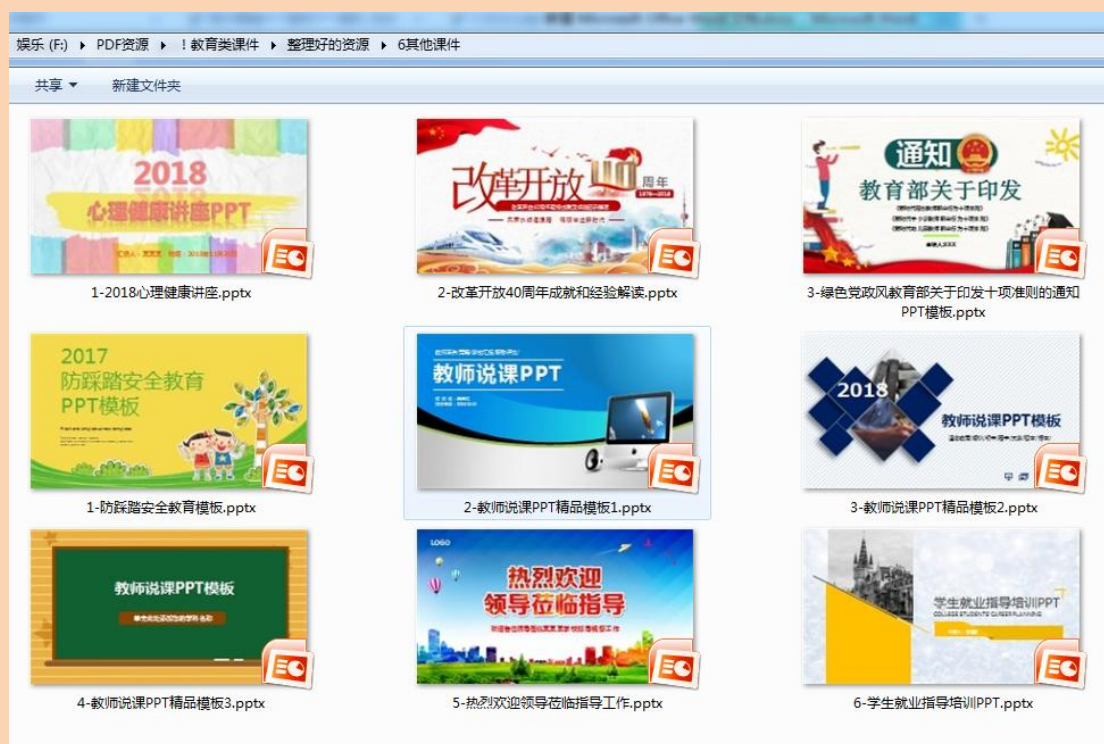 娱乐 (F:) ▸ PDF资源 ▸ ！教育类课件 ▸ 整理好的资源 ▸ 6其他课件
共享 新建文件夹
2018
心理健康讲座PPT
1-2018心理健康讲座.pptx
改革开放40周年
1978-2018
2-改革开放40周年成就和经验解读.pptx
通知
教育部关于印发
3-绿色党政风教育部关于印发十项准则的通知
PPT模板.pptx
2017
防踩踏安全教育
PPT模板
1-防踩踏安全教育模板.pptx
教师说课PPT
2-教师说课PPT精品模板1.pptx
2018
教师说课PPT模板
3-教师说课PPT精品模板2.pptx
教师说课PPT模板
4-教师说课PPT精品模板3.pptx
LOGO
热烈欢迎
领导莅临指导
5-热烈欢迎领导莅临指导工作.pptx
学生就业指导培训PPT
COLLEGE STUDENTS CAREER PLANNING
6-学生就业指导培训PPT.pptx